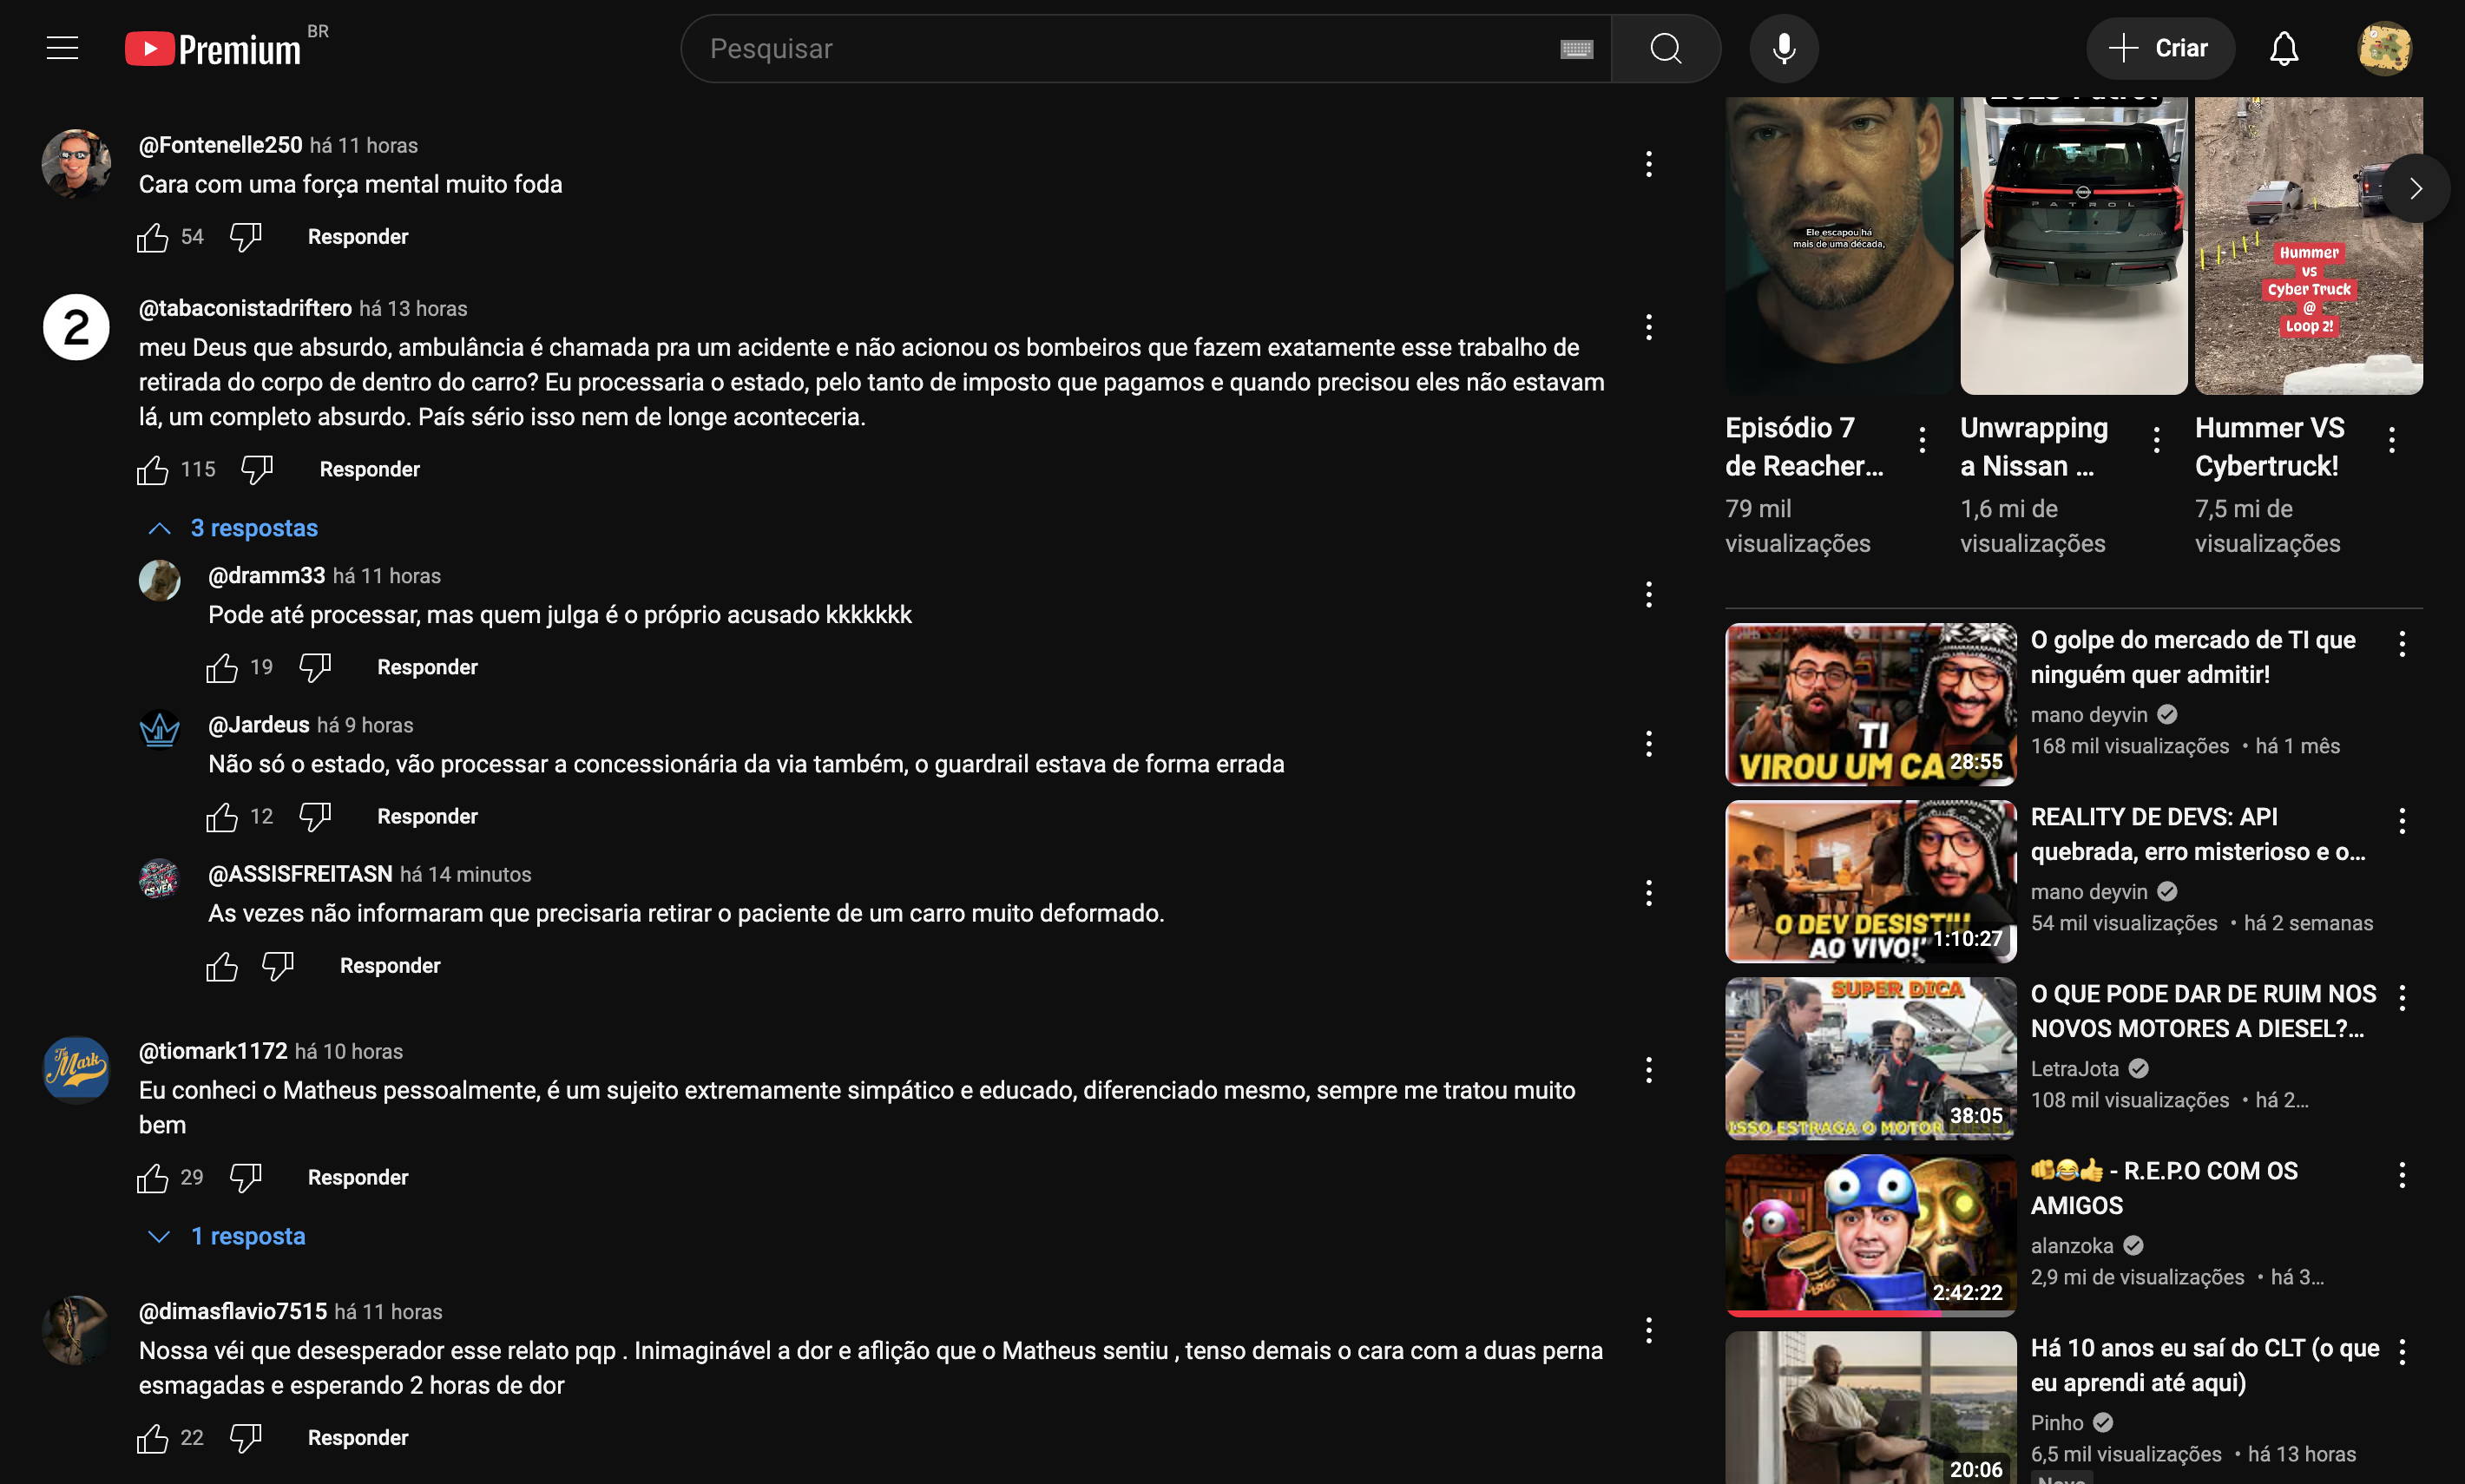 Premium BR
Pesquisar
Criar
@Fontenelle250 há 11 horas
Cara com uma força mental muito foda
54
Responder
2
@tabaconistadriftero há 13 horas
meu Deus que absurdo, ambulância é chamada pra um acidente e não acionou os bombeiros que fazem exatamente esse trabalho de
retirada do corpo de dentro do carro? Eu processaria o estado, pelo tanto de imposto que pagamos e quando precisou eles não estavam
lá, um completo absurdo. País sério isso nem de longe aconteceria.
115
Responder
3 respostas
@dramm33 há 11 horas
Pode até processar, mas quem julga é o próprio acusado kkkkkkk
19
Responder
@Jardeus há 9 horas
Não só o estado, vão processar a concessionária da via também, o guardrail estava de forma errada
12
Responder
@ASSISFREITASN há 14 minutos
As vezes não informaram que precisaria retirar o paciente de um carro muito deformado.
Responder
Mark
@tiomark1172 há 10 horas
Eu conheci o Matheus pessoalmente, é um sujeito extremamente simpático e educado, diferenciado mesmo, sempre me tratou muito
bem
29
Responder
1 resposta
@dimasflavio7515 há 11 horas
Nossa véi que desesperador esse relato pqp . Inimaginável a dor e aflição que o Matheus sentiu , tenso demais o cara com a duas perna
esmagadas e esperando 2 horas de dor
22
Responder
Ele escapou há
mais de uma década,
PATROL
Hummer
vs
Cyber Truck
@
Loop 2!
Episódio 7
de Reacher...
79 mil
visualizações
Unwrapping
a Nissan ...
1,6 mi de
visualizações
Hummer VS
Cybertruck!
7,5 mi de
visualizações
TI
VIROU UM
28:55
O golpe do mercado de TI que
ninguém quer admitir!
mano deyvin
168 mil visualizações • há 1 mês
O DEV DESISTIU
AO VIVO!
1:10:27
REALITY DE DEVS: API
quebrada, erro misterioso e o...
mano deyvin
54 mil visualizações • há 2 semanas
SUPER DICA
ISSO ESTRAGA O MOTOR
38:05
O QUE PODE DAR DE RUIM NOS
NOVOS MOTORES A DIESEL?...
LetraJota
108 mil visualizações • há 2...
2:42:22
🫵😂👍 - R.E.P.O COM OS
AMIGOS
alanzoka
2,9 mi de visualizações • há 3...
20:06
Há 10 anos eu saí do CLT (o que
eu aprendi até aqui)
Pinho
6,5 mil visualizações • há 13 horas